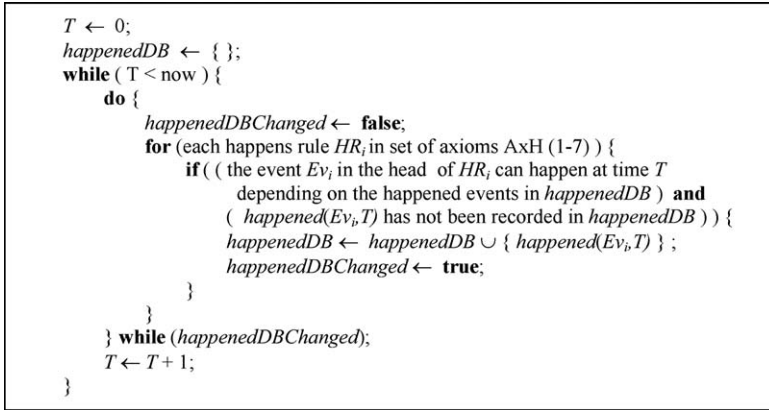 T ← 0;
happenedDB ← { };
while ( T < now ) {
do {
happenedDBChanged ← false;
for (each happens rule HRi in set of axioms AxH (1-7) ) {
if ( ( the event Evi in the head of HRi can happen at time T
depending on the happened events in happenedDB ) and
( happened(Evi,T) has not been recorded in happenedDB ) ) {
happenedDB ← happenedDB ∪ { happened(Evi,T) } ;
happenedDBChanged ← true;
}
}
} while (happenedDBChanged);
T ← T + 1;
}